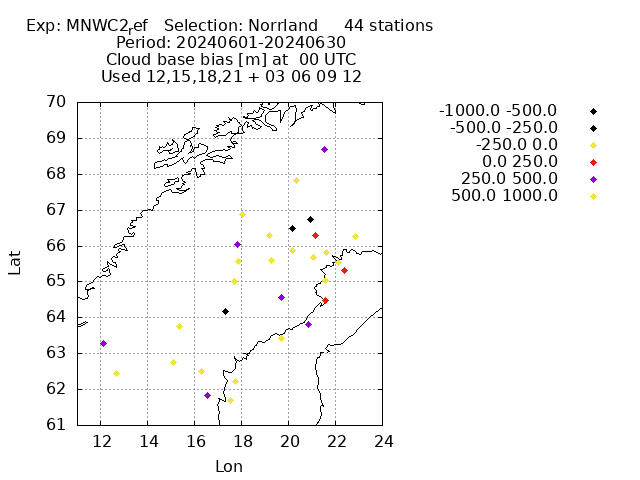 Exp: MNWC2ref Selection: Norrland 44 stations
Period: 20240601-20240630
Cloud base bias [m] at 00 UTC
Used 12,15,18,21 + 03 06 09 12
-1000.0 -500.0
-500.0 -250.0
-250.0 0.0
0.0 250.0
250.0 500.0
500.0 1000.0
70
69
68
67
66
65
64
63
62
61
Lat
12 14 16 18 20 22 24
Lon